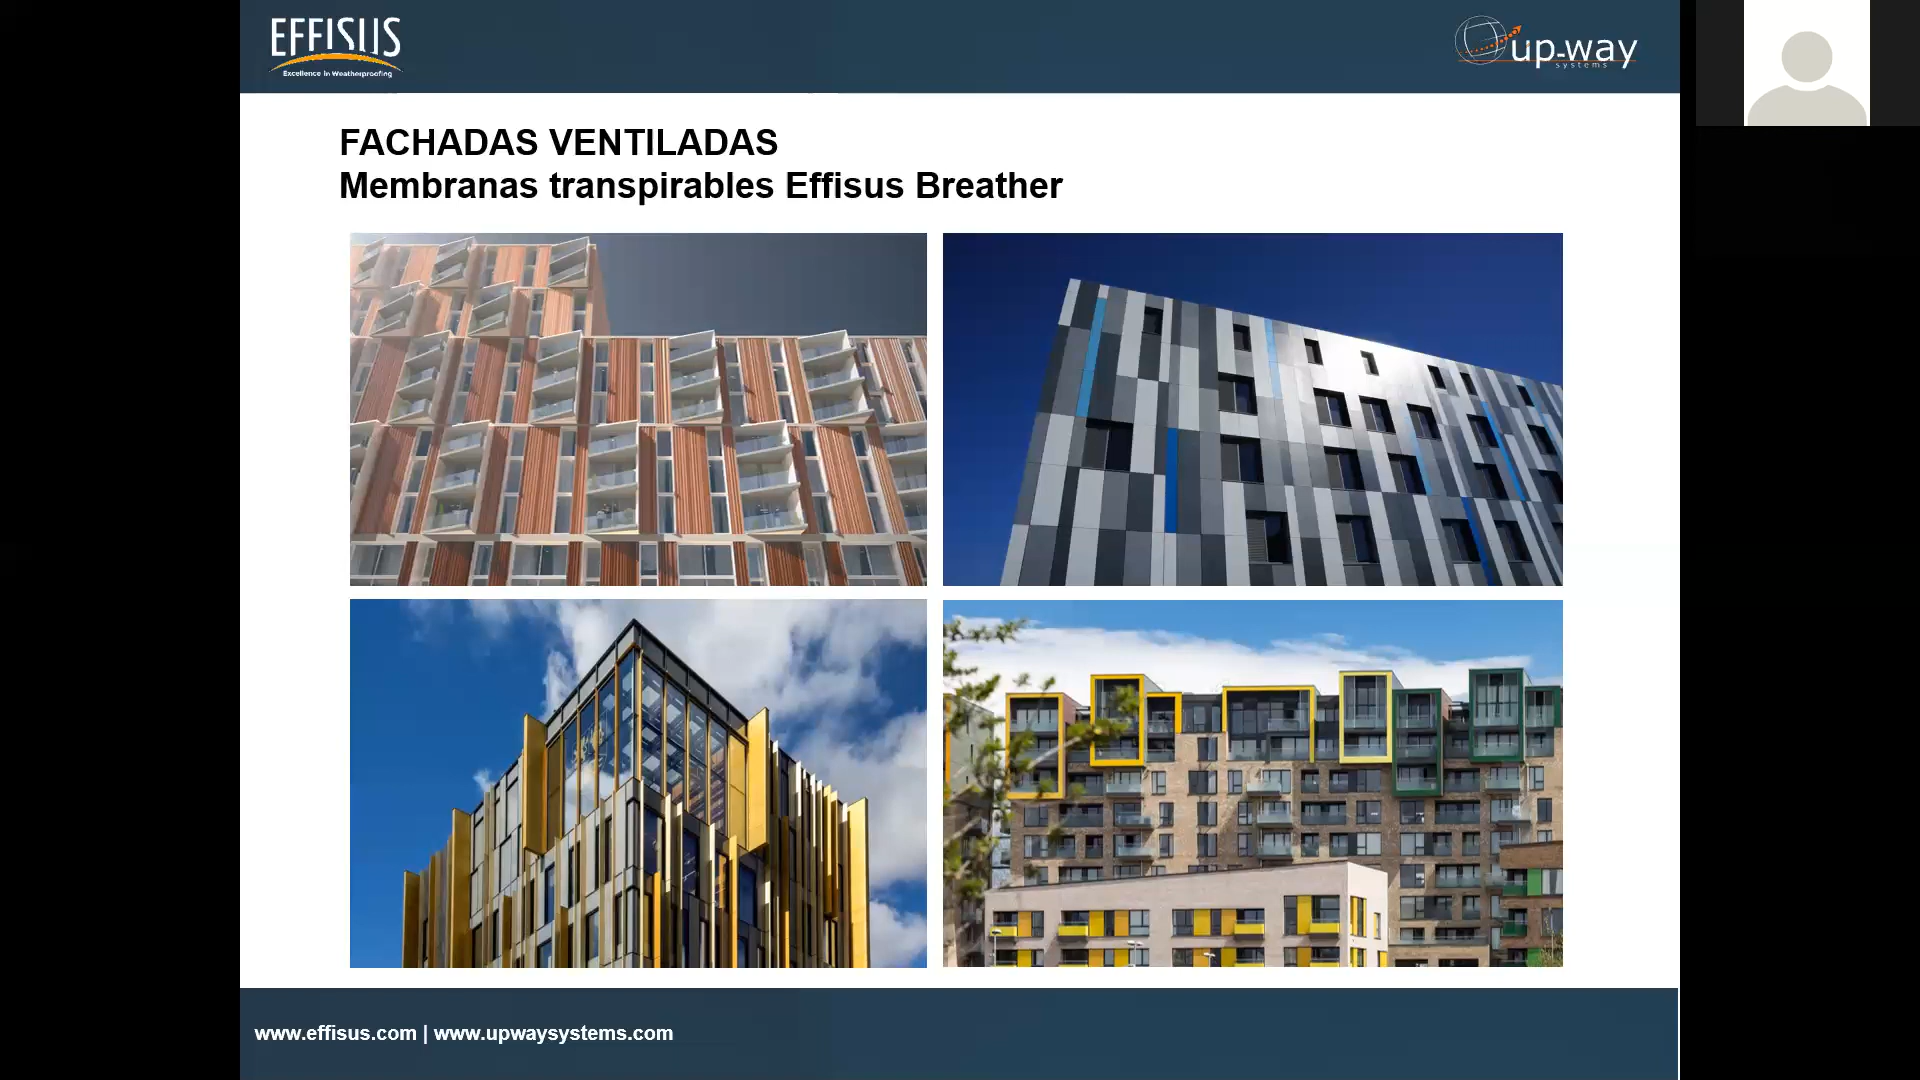 EFFISUS
Excellence in Weatherproofing
up-way
systems
FACHADAS VENTILADAS
Membranas transpirables Effisus Breather
www.effisus.com | www.upwaysystems.com